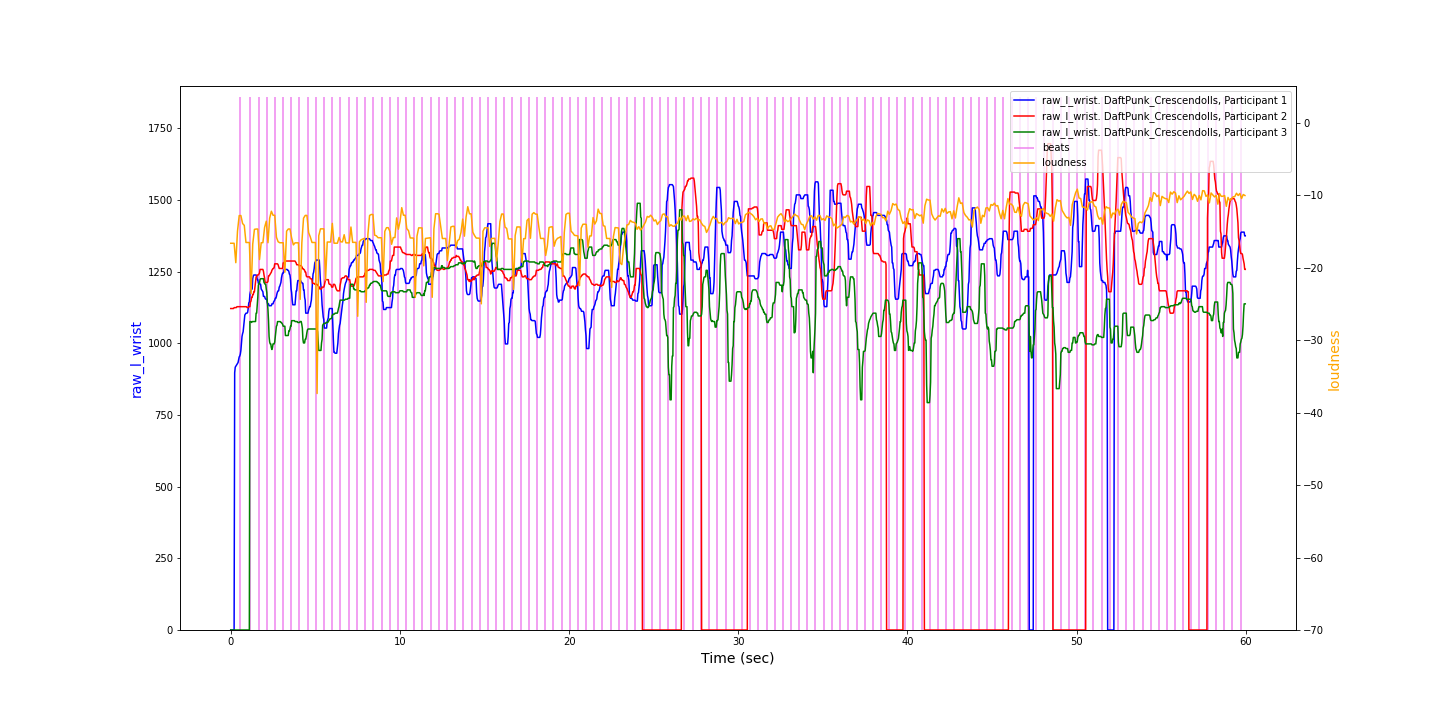 raw_l_wrist. DaftPunk_Crescendolls, Participant 1
raw_l_wrist. DaftPunk_Crescendolls, Participant 2
raw_l_wrist. DaftPunk_Crescendolls, Participant 3
beats
loudness
1750
1500
1250
1000
750
500
250
0
raw_l_wrist
0
−10
−20
−30
−40
−50
−60
−70
loudness
0 10 20 30 40 50 60
Time (sec)